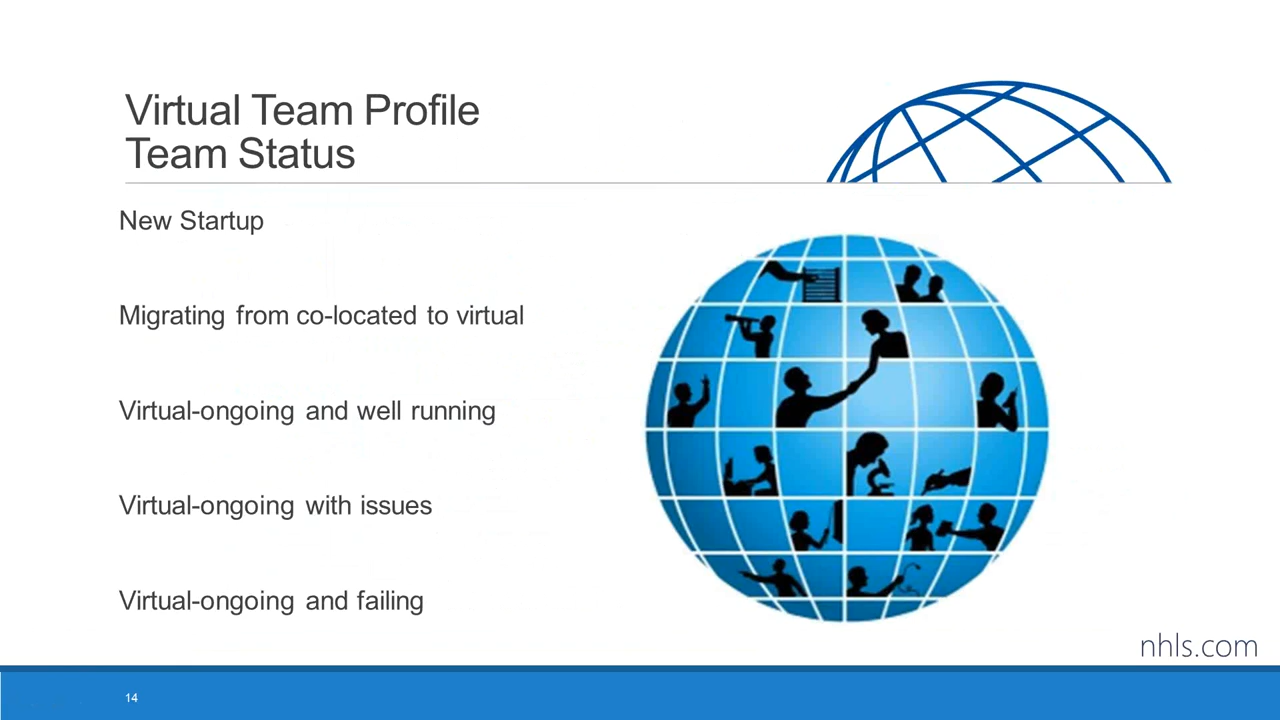 Virtual Team Profile
Team Status
New Startup
Migrating from co-located to virtual
Virtual-ongoing and well running
Virtual-ongoing with issues
Virtual-ongoing and failing
nhls.com
14